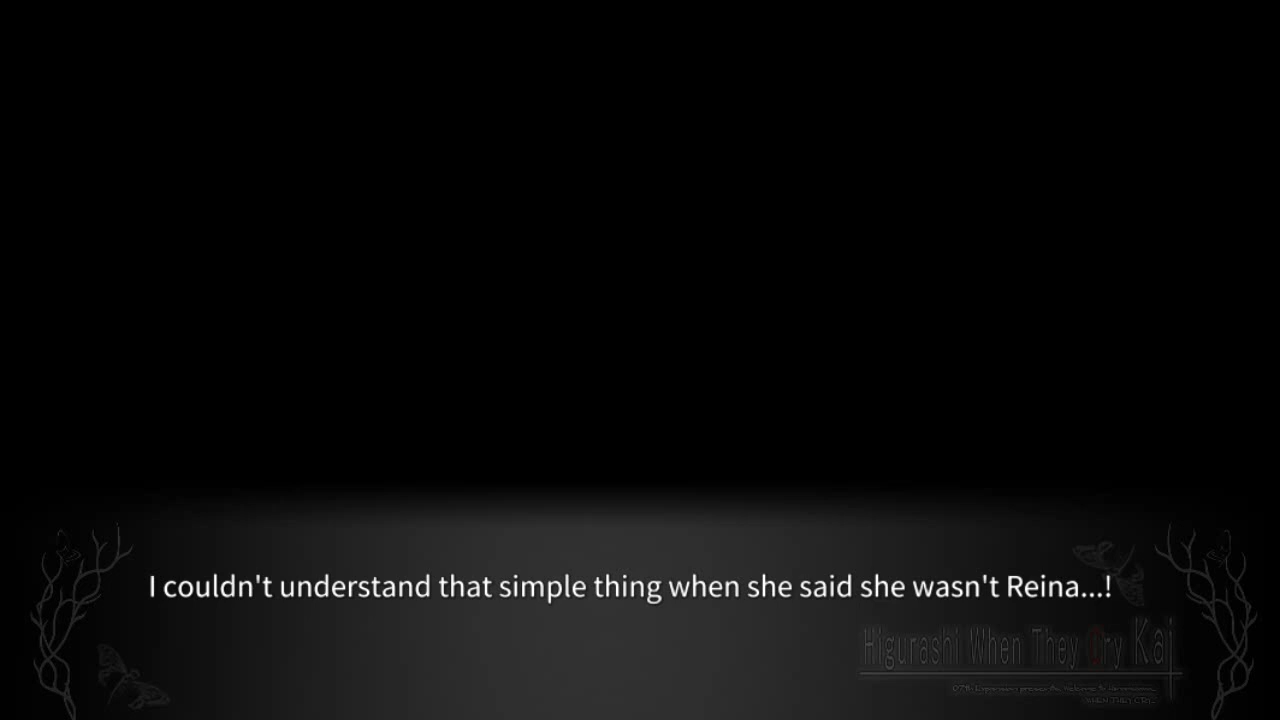 I couldn't understand that simple thing when she said she wasn't Reina...!
Higurashi When They Cry Kai